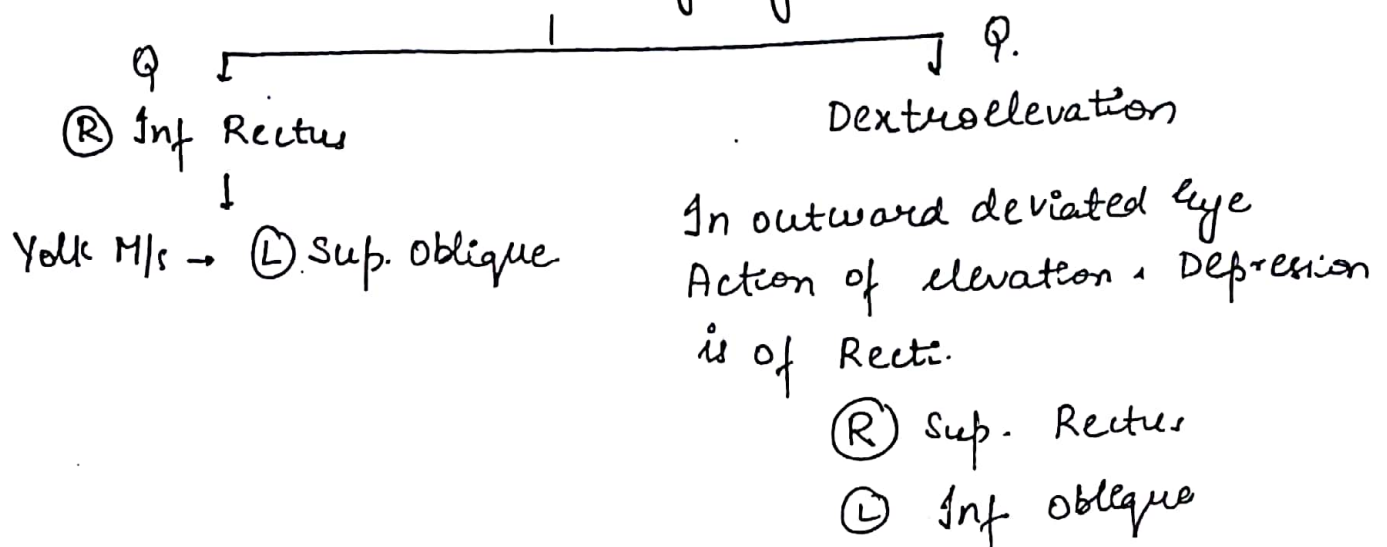 Q
Ⓡ Inf Rectus
Yolk M/s → Ⓛ Sup. Oblique
Q.
Dextroelevation
In outward deviated eye
Action of elevation & Depresion
is of Recti.
Ⓡ Sup. Rectus
Ⓛ Inf oblique